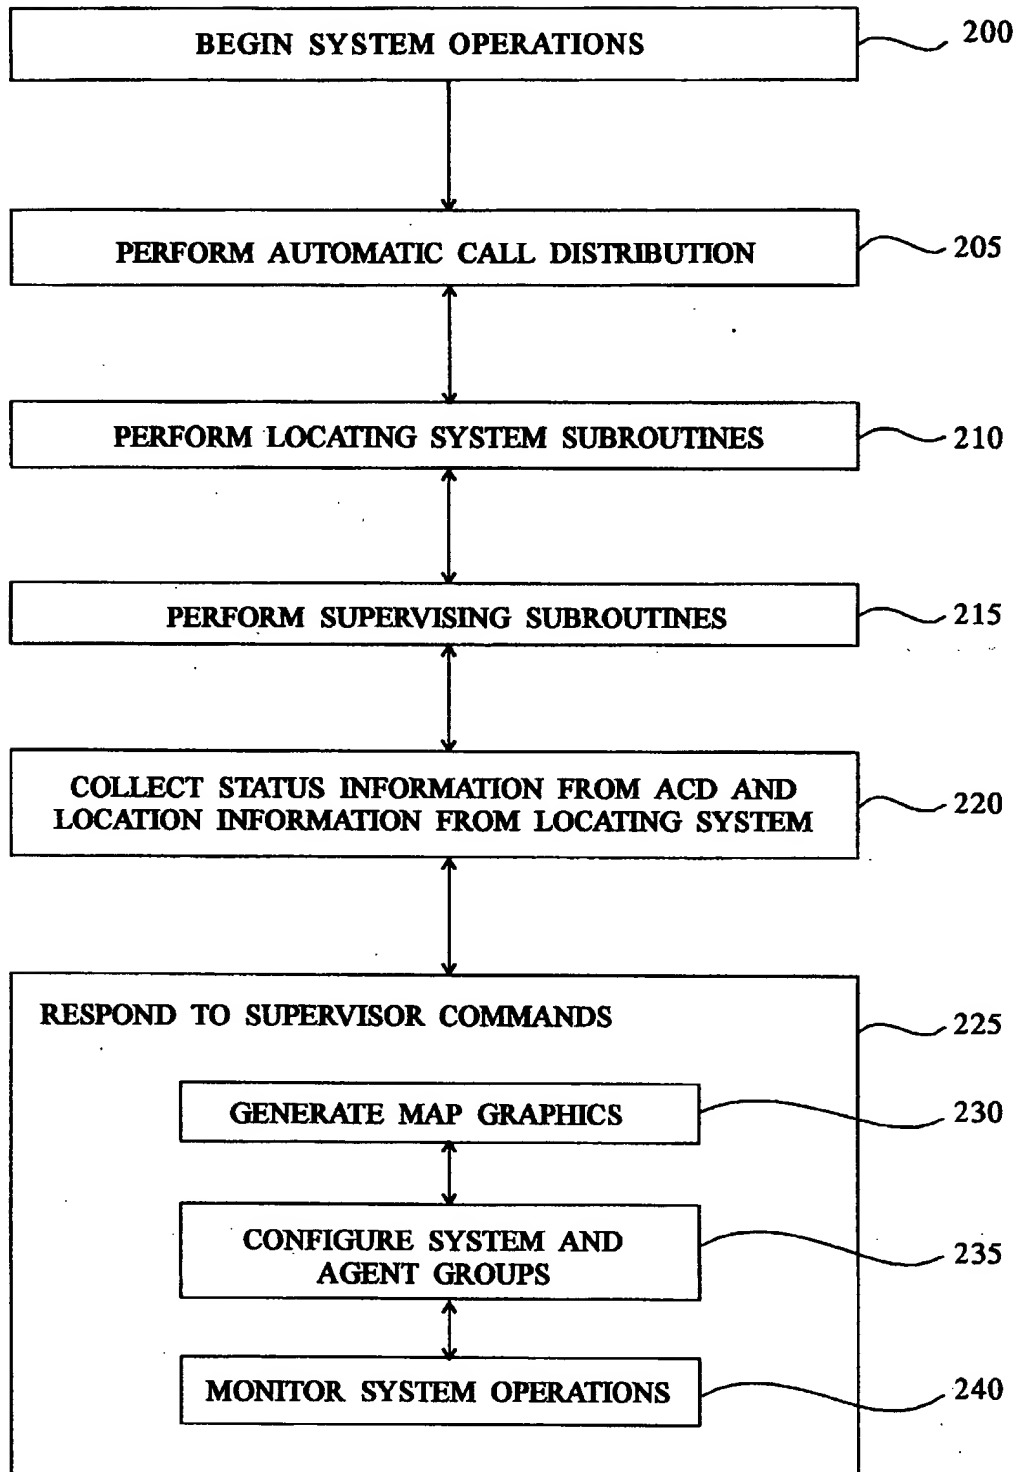 BEGIN SYSTEM OPERATIONS 200
PERFORM AUTOMATIC CALL DISTRIBUTION 205
PERFORM LOCATING SYSTEM SUBROUTINES 210
PERFORM SUPERVISING SUBROUTINES 215
COLLECT STATUS INFORMATION FROM ACD AND
LOCATION INFORMATION FROM LOCATING SYSTEM 220
RESPOND TO SUPERVISOR COMMANDS 225
GENERATE MAP GRAPHICS 230
CONFIGURE SYSTEM AND
AGENT GROUPS 235
MONITOR SYSTEM OPERATIONS 240